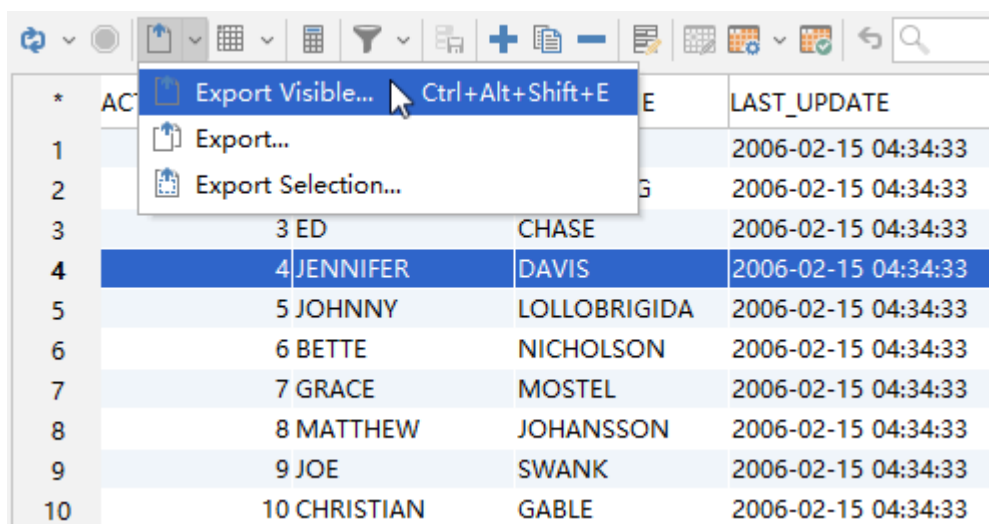 Export Visible... Ctrl+Alt+Shift+E
* AC E LAST_UPDATE
Export...
1 2006-02-15 04:34:33
Export Selection...
2 G 2006-02-15 04:34:33
3 3 ED CHASE 2006-02-15 04:34:33
4 4 JENNIFER DAVIS 2006-02-15 04:34:33
5 5 JOHNNY LOLLOBRIGIDA 2006-02-15 04:34:33
6 6 BETTE NICHOLSON 2006-02-15 04:34:33
7 7 GRACE MOSTEL 2006-02-15 04:34:33
8 8 MATTHEW JOHANSSON 2006-02-15 04:34:33
9 9 JOE SWANK 2006-02-15 04:34:33
10 10 CHRISTIAN GABLE 2006-02-15 04:34:33